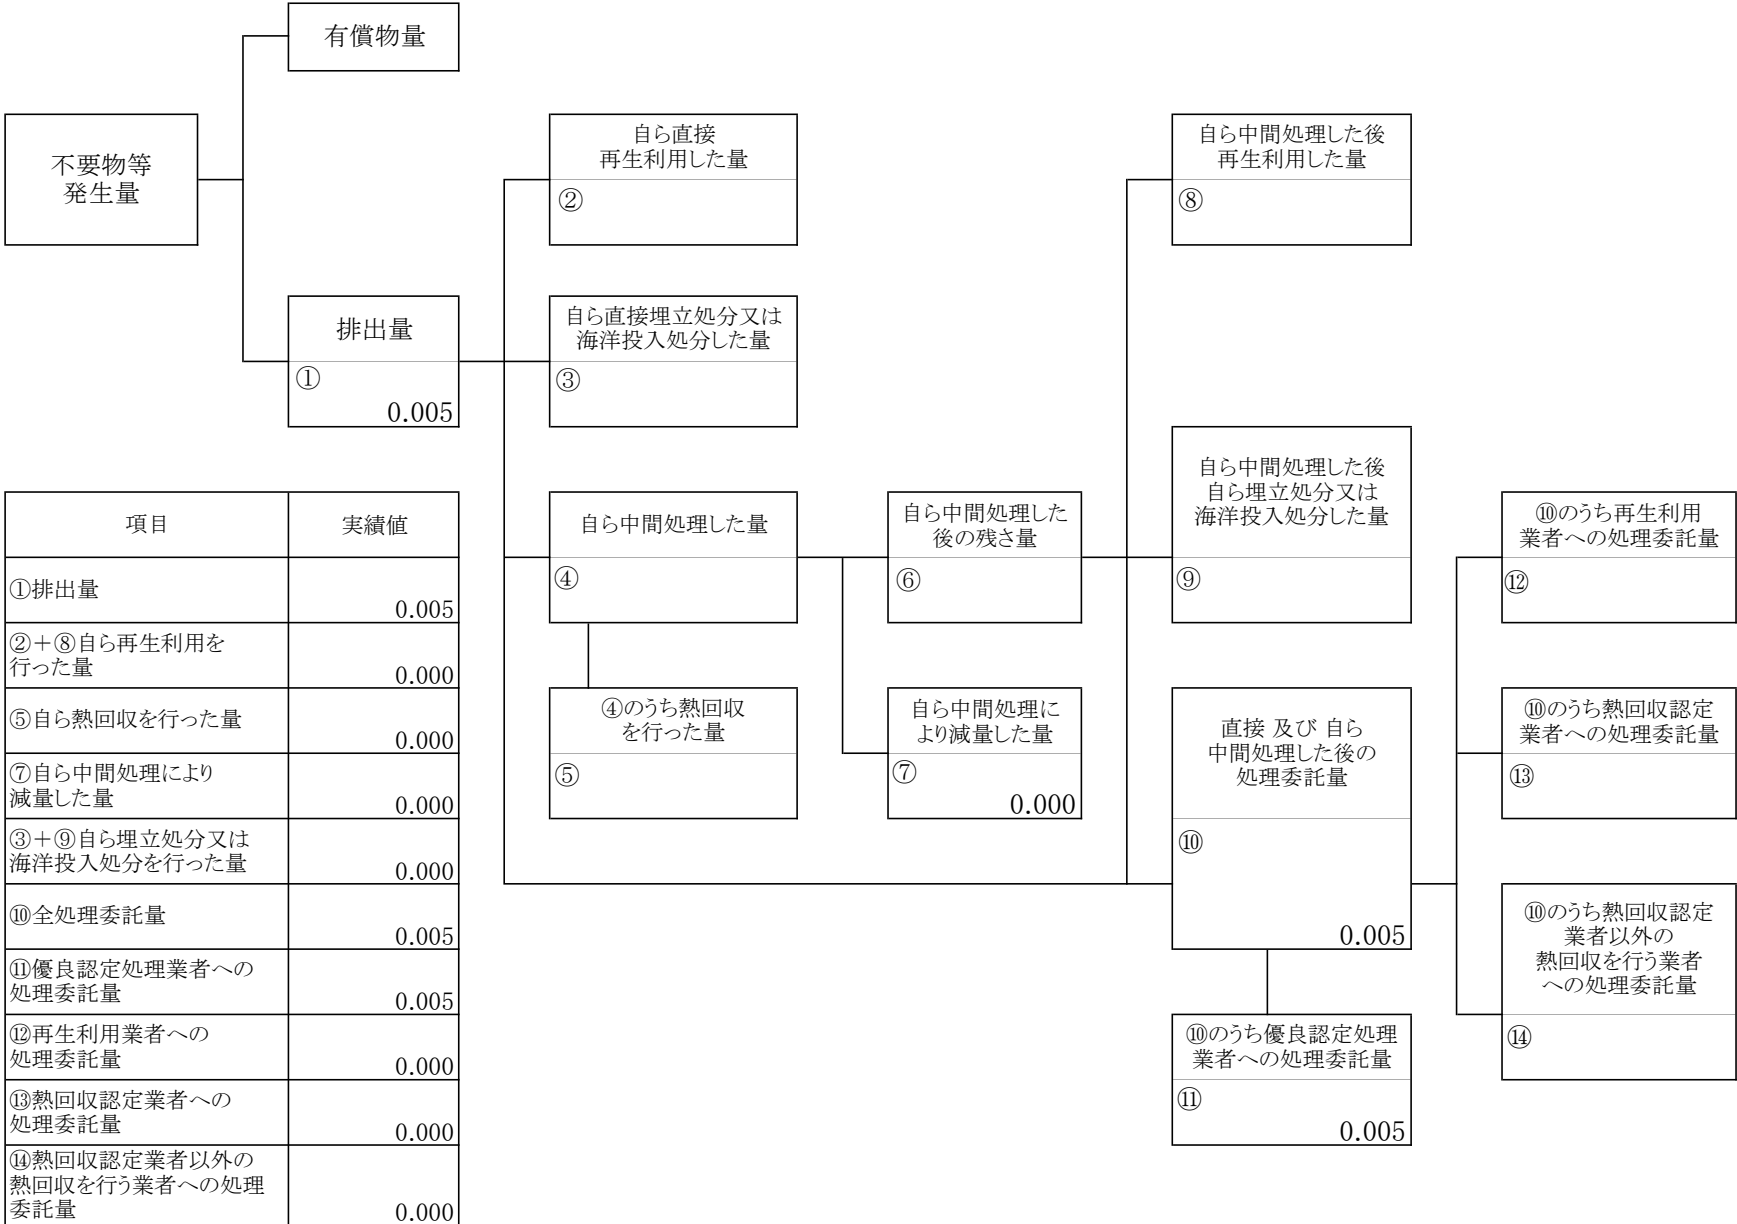 有償物量
不要物等
発生量
自ら直接
再生利用した量
②
自ら中間処理した後
再生利用した量
⑧
排出量
①
0.005
自ら直接埋立処分又は
海洋投入処分した量
③
自ら中間処理した量
④
自ら中間処理した
後の残さ量
⑥
自ら中間処理した後
自ら埋立処分又は
海洋投入処分した量
⑨
⑩のうち再生利用
業者への処理委託量
⑫
④のうち熱回収
を行った量
⑤
自ら中間処理に
より減量した量
⑦
0.000
直接 及び 自ら
中間処理した後の
処理委託量
⑩
0.005
⑩のうち熱回収認定
業者への処理委託量
⑬
⑩のうち熱回収認定
業者以外の
熱回収を行う業者
への処理委託量
⑭
⑩のうち優良認定処理
業者への処理委託量
⑪
0.005
項目 実績値
①排出量
0.005
②＋⑧自ら再生利用を
行った量
0.000
⑤自ら熱回収を行った量
0.000
⑦自ら中間処理により
減量した量
0.000
③＋⑨自ら埋立処分又は
海洋投入処分を行った量
0.000
⑩全処理委託量
0.005
⑪優良認定処理業者への
処理委託量
0.005
⑫再生利用業者への
処理委託量
0.000
⑬熱回収認定業者への
処理委託量
0.000
⑭熱回収認定業者以外の
熱回収を行う業者への処理
委託量
0.000